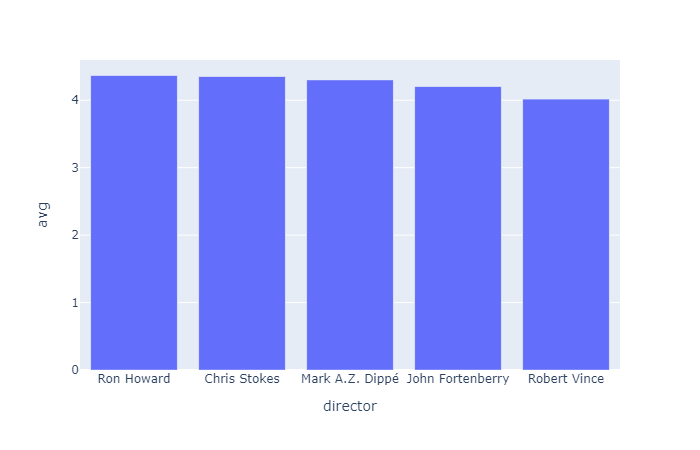 avg
4
3
2
1
0
Ron Howard
Chris Stokes
Mark A.Z. Dippé
John Fortenberry
Robert Vince
director